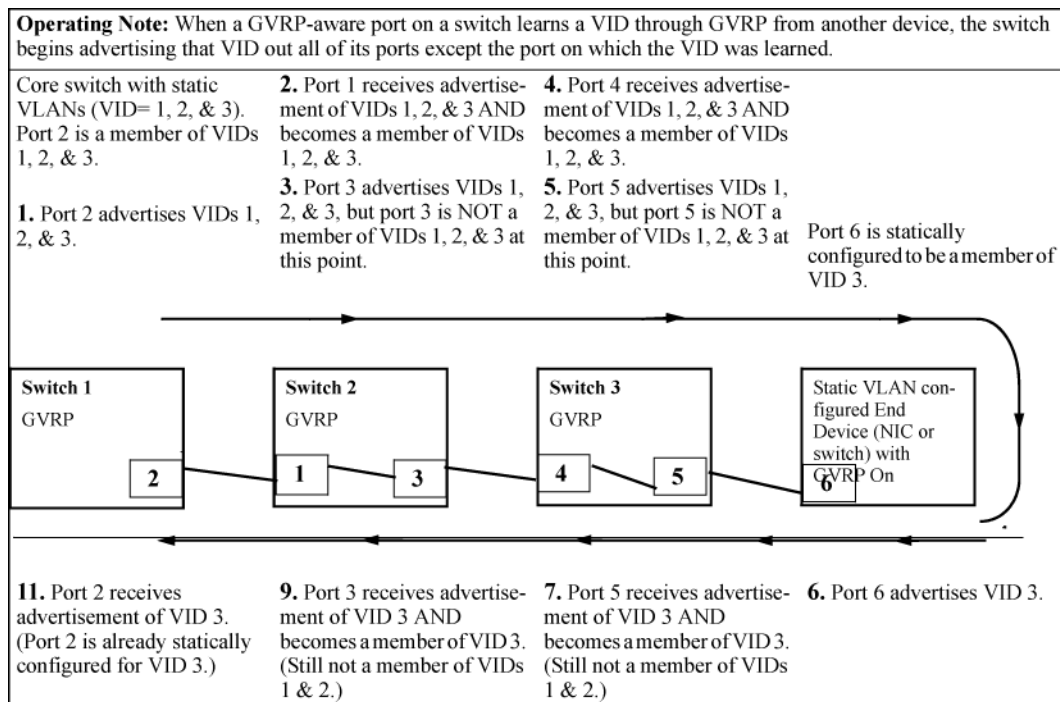 Operating Note: When a GVRP-aware port on a switch learns a VID through GVRP from another device, the switch
begins advertising that VID out all of its ports except the port on which the VID was learned.
Core switch with static
VLANs (VID= 1, 2, & 3).
Port 2 is a member of VIDs
1, 2, & 3.
1. Port 2 advertises VIDs 1,
2, & 3.
2. Port 1 receives advertise-
ment of VIDs 1, 2, & 3 AND
becomes a member of VIDs
1, 2, & 3.
3. Port 3 advertises VIDs 1,
2, & 3, but port 3 is NOT a
member of VIDs 1, 2, & 3 at
this point.
4. Port 4 receives advertise-
ment of VIDs 1, 2, & 3 AND
becomes a member of VIDs
1, 2, & 3.
5. Port 5 advertises VIDs 1,
2, & 3, but port 5 is NOT a
member of VIDs 1, 2, & 3 at
this point.
Port 6 is statically
configured to be a member of
VID 3.
Switch 1
GVRP
2
Switch 2
GVRP
1
3
Switch 3
GVRP
4
5
Static VLAN con-
figured End
Device (NIC or
switch) with
GVRP On
6
11. Port 2 receives
advertisement of VID 3.
(Port 2 is already statically
configured for VID 3.)
9. Port 3 receives advertise-
ment of VID 3 AND
becomes a member of VID 3.
(Still not a member of VIDs
1 & 2.)
7. Port 5 receives advertise-
ment of VID 3 AND
becomes a member of VID 3.
(Still not a member of VIDs
1 & 2.)
6. Port 6 advertises VID 3.